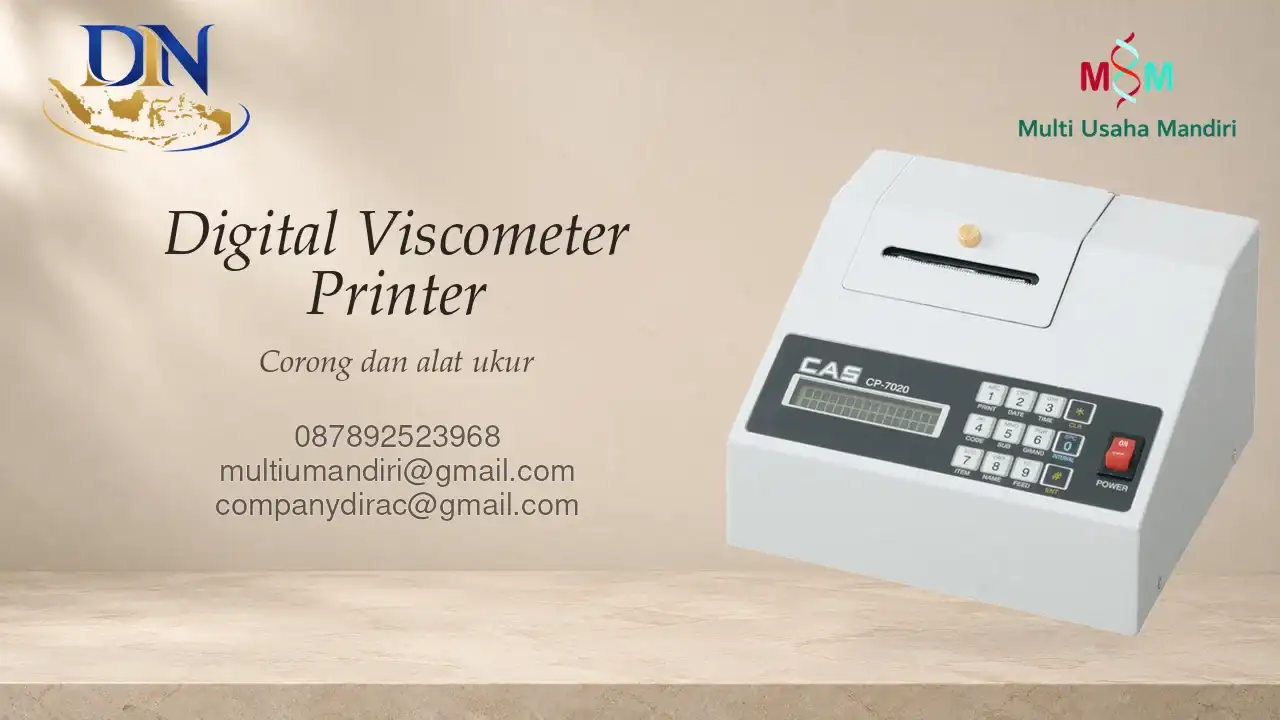 DN
M M
Multi Usaha Mandiri
Digital Viscometer
Printer
Corong dan alat ukur
087892523968
multiumandiri@gmail.com
companydirac@gmail.com
CAS
CP-7020
1 2 3 *
PRINT DATE TIME CLR
4 5 6 0
CODE SUB GRAND INTERVAL
7 8 9 #
ITEM NAME FEED ENT
ON
POWER